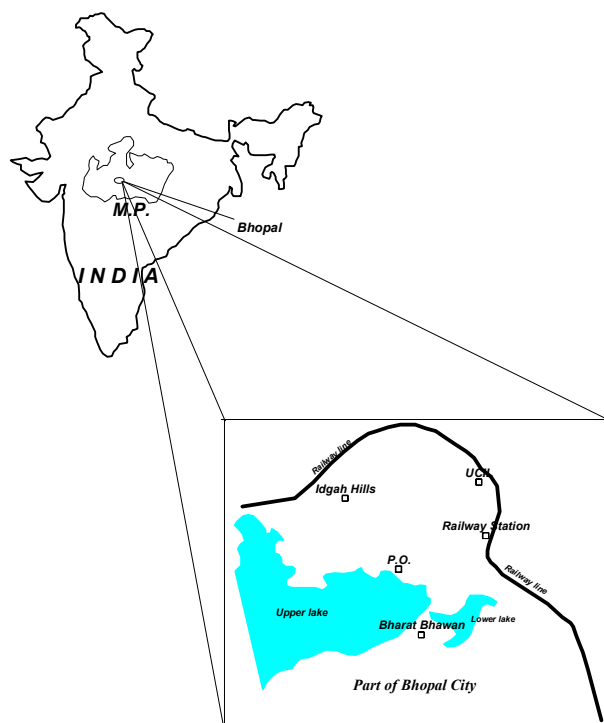 M.P.
Bhopal
INDIA
Railway line
UCIL
Idgah Hills
Railway Station
P.O.
Railway line
Upper lake
Lower lake
Bharat Bhawan
Part of Bhopal City